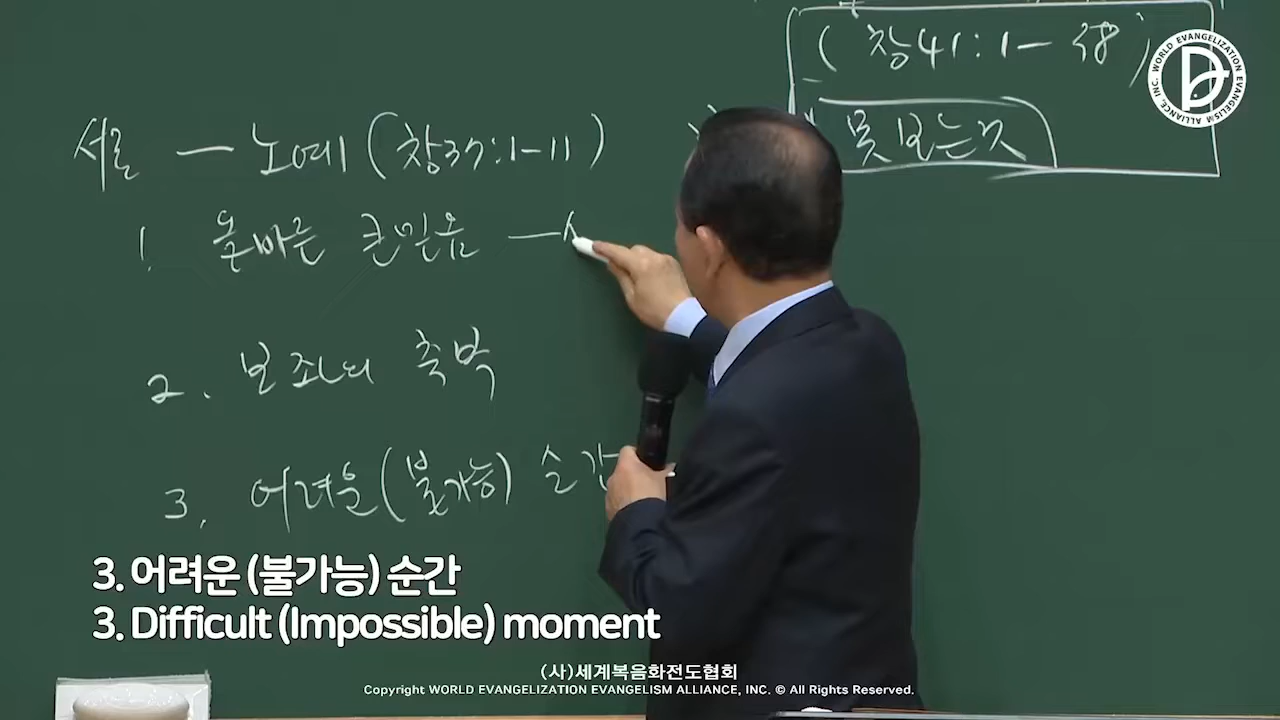 (창41:1-38)
못 보는 것
서론 — 노예 (창37:1-11)
1. 올바른 큰믿음 —
2. 보좌의 축복
3. 어려운(불가능) 순간
3. 어려운 (불가능) 순간
3. Difficult (Impossible) moment
(사)세계복음화전도협회
Copyright WORLD EVANGELIZATION EVANGELISM ALLIANCE, INC. © All Rights Reserved.
WORLD EVANGELIZATION EVANGELISM ALLIANCE, INC.